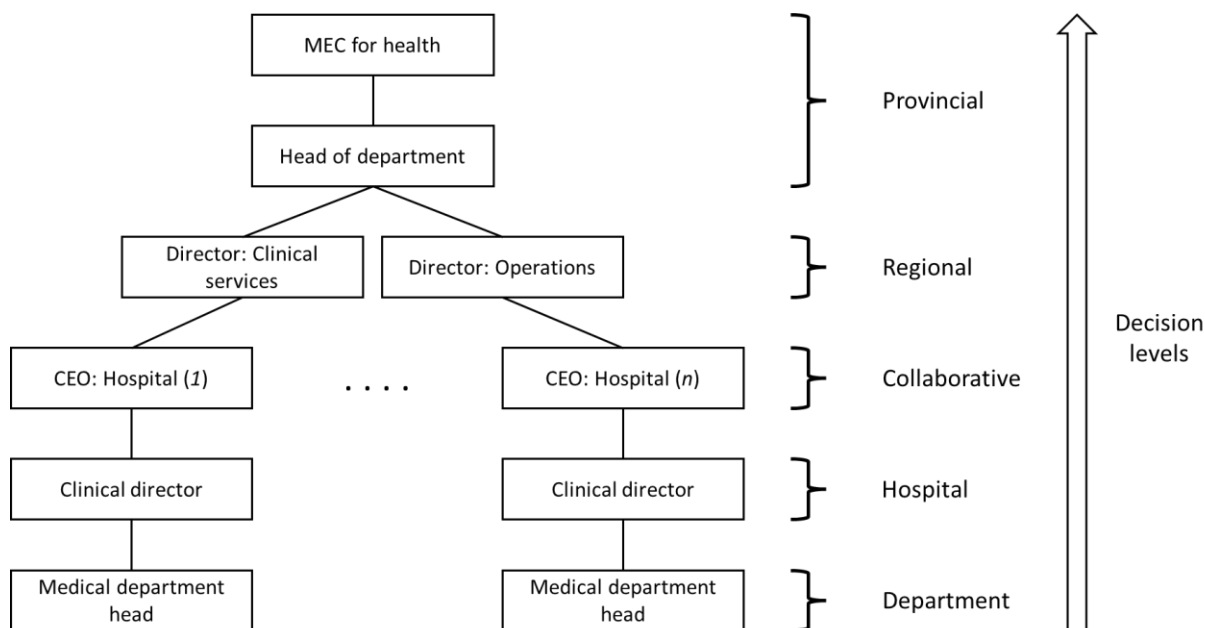 MEC for health
Provincial
Head of department
Director: Clinical
services
Director: Operations
Regional
Decision
levels
CEO: Hospital (1)
. . . .
CEO: Hospital (n)
Collaborative
Clinical director
Clinical director
Hospital
Medical department
head
Medical department
head
Department